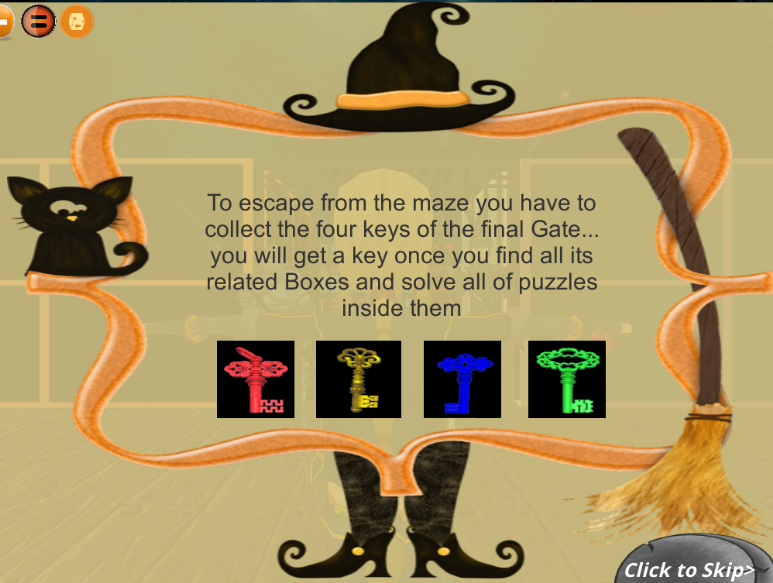 To escape from the maze you have to
collect the four keys of the final Gate...
you will get a key once you find all its
related Boxes and solve all of puzzles
inside them
Click to Skip>